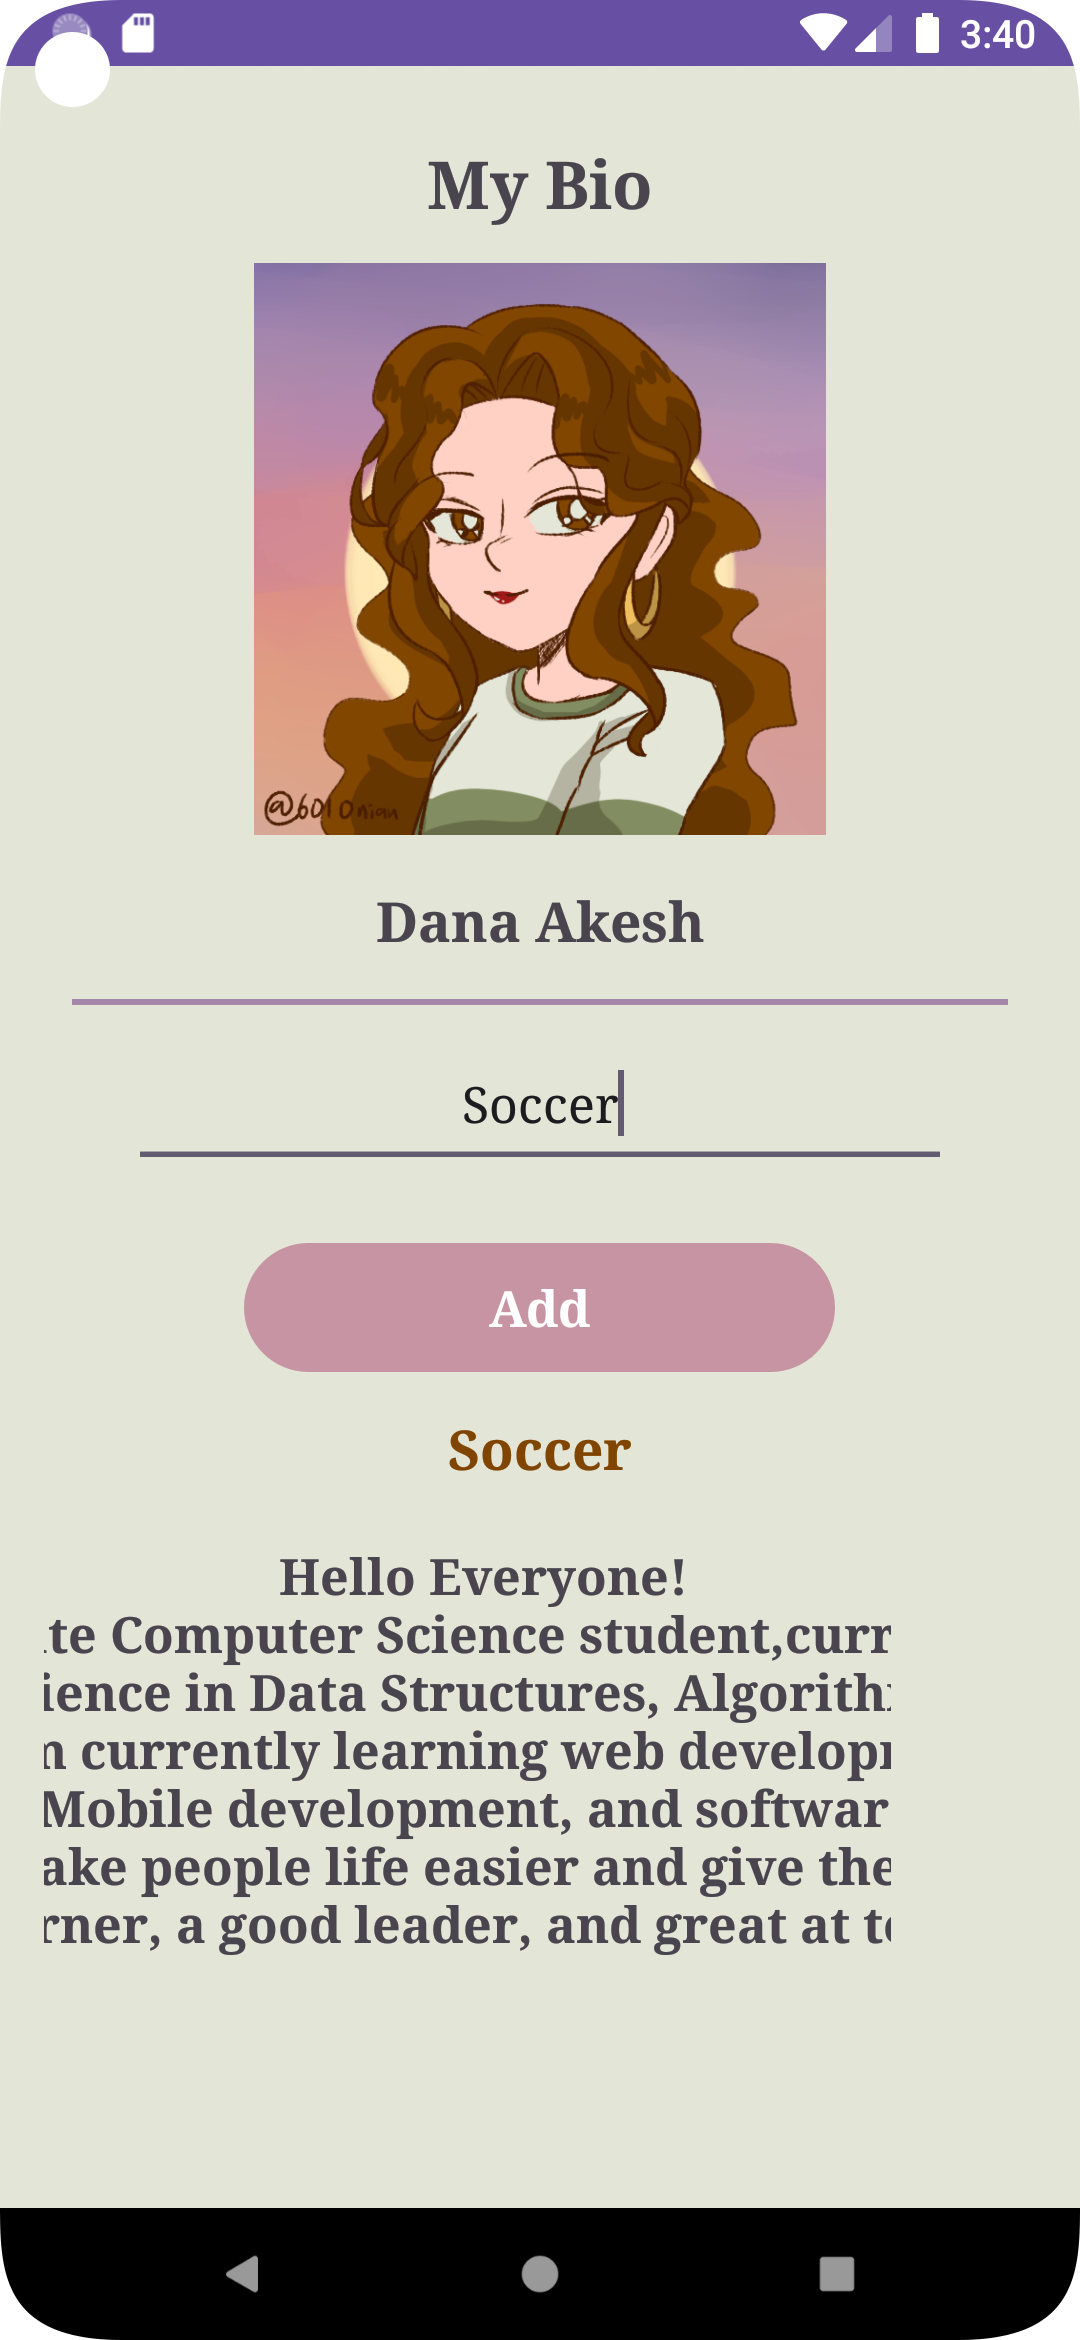 3:40
My Bio
@6010nian
Dana Akesh
Soccer
Add
Soccer
Hello Everyone!
te Computer Science student,curr
ience in Data Structures, Algorith
n currently learning web develop
Mobile development, and softwar
ake people life easier and give the
rner, a good leader, and great at t